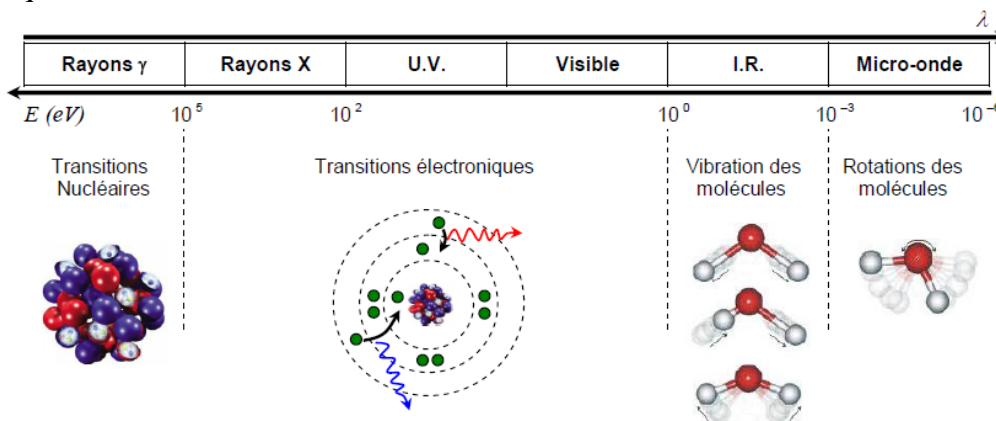 λ
Rayons γ Rayons X U.V. Visible I.R. Micro-onde
E (eV) 10⁵ 10² 10⁰ 10⁻³
Transitions Nucléaires
Transitions électroniques
Vibration des molécules
Rotations des molécules